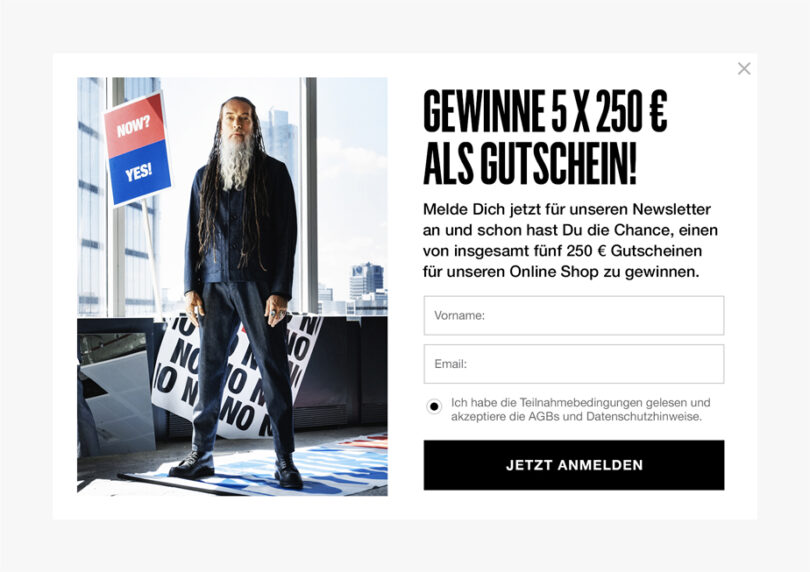 NOW?
YES!
NO NO N
NO NO NO
NO NO NO
GEWINNE 5 X 250 €
ALS GUTSCHEIN!
Melde Dich jetzt für unseren Newsletter
an und schon hast Du die Chance, einen
von insgesamt fünf 250 € Gutscheinen
für unseren Online Shop zu gewinnen.
Vorname:
Email:
Ich habe die Teilnahmebedingungen gelesen und
akzeptiere die AGBs und Datenschutzhinweise.
JETZT ANMELDEN